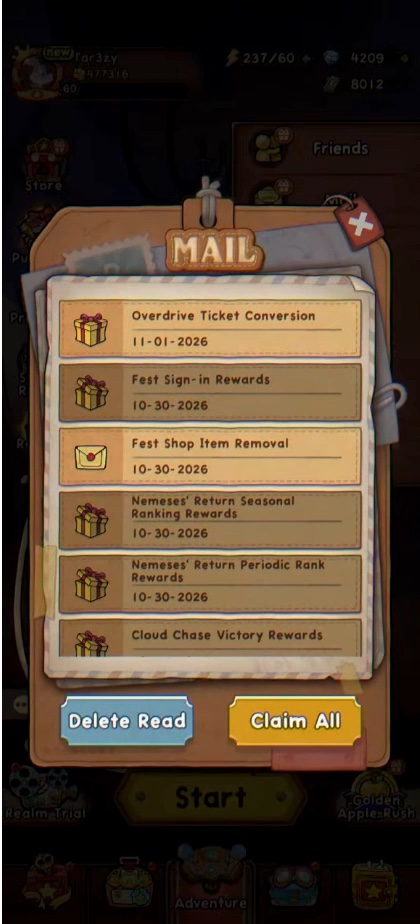 new
Tar3zy
237/60
4209
477316
8012
60
Friends
Store
MAIL
Overdrive Ticket Conversion
11-01-2026
Fest Sign-in Rewards
10-30-2026
Fest Shop Item Removal
10-30-2026
Nemeses' Return Seasonal
Ranking Rewards
10-30-2026
Nemeses' Return Periodic Rank
Rewards
10-30-2026
Cloud Chase Victory Rewards
Delete Read
Claim All
Start
Realm Trial
Golden
Apple Rush
Adventure